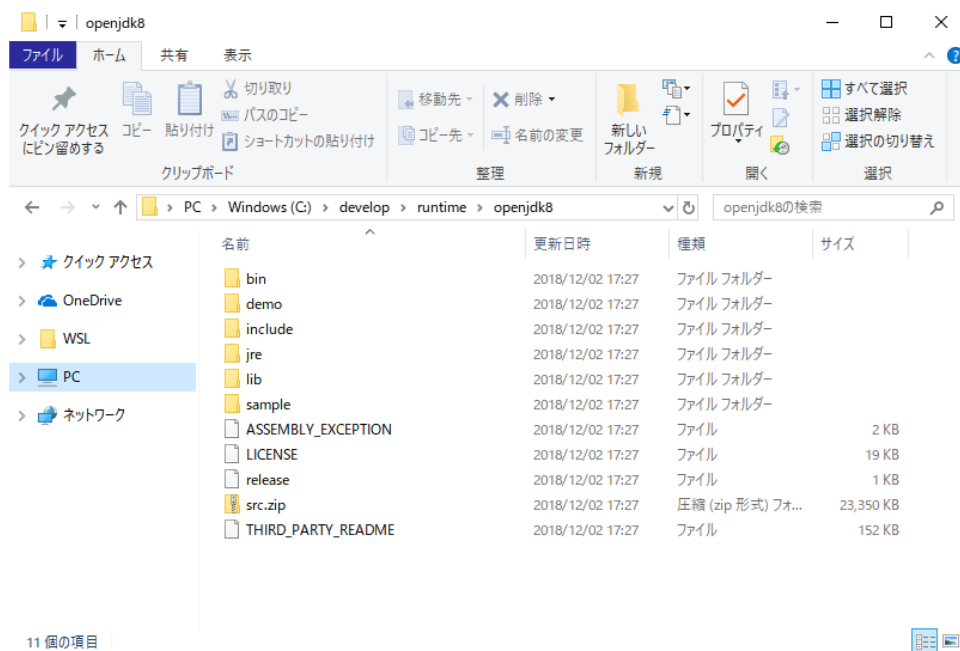 openjdk8
ファイル ホーム 共有 表示
クイック アクセス
にピン留めする
コピー
貼り付け
切り取り
パスのコピー
ショートカットの貼り付け
クリップボード
移動先
コピー先
削除
名前の変更
整理
新しい
フォルダー
新規
プロパティ
開く
すべて選択
選択解除
選択の切り替え
選択
PC > Windows (C:) > develop > runtime > openjdk8
openjdk8の検索
クイック アクセス
OneDrive
WSL
PC
ネットワーク
名前 更新日時 種類 サイズ
bin 2018/12/02 17:27 ファイル フォルダー
demo 2018/12/02 17:27 ファイル フォルダー
include 2018/12/02 17:27 ファイル フォルダー
jre 2018/12/02 17:27 ファイル フォルダー
lib 2018/12/02 17:27 ファイル フォルダー
sample 2018/12/02 17:27 ファイル フォルダー
ASSEMBLY_EXCEPTION 2018/12/02 17:27 ファイル 2 KB
LICENSE 2018/12/02 17:27 ファイル 19 KB
release 2018/12/02 17:27 ファイル 1 KB
src.zip 2018/12/02 17:27 圧縮 (zip 形式) フォ... 23,350 KB
THIRD_PARTY_README 2018/12/02 17:27 ファイル 152 KB
11 個の項目